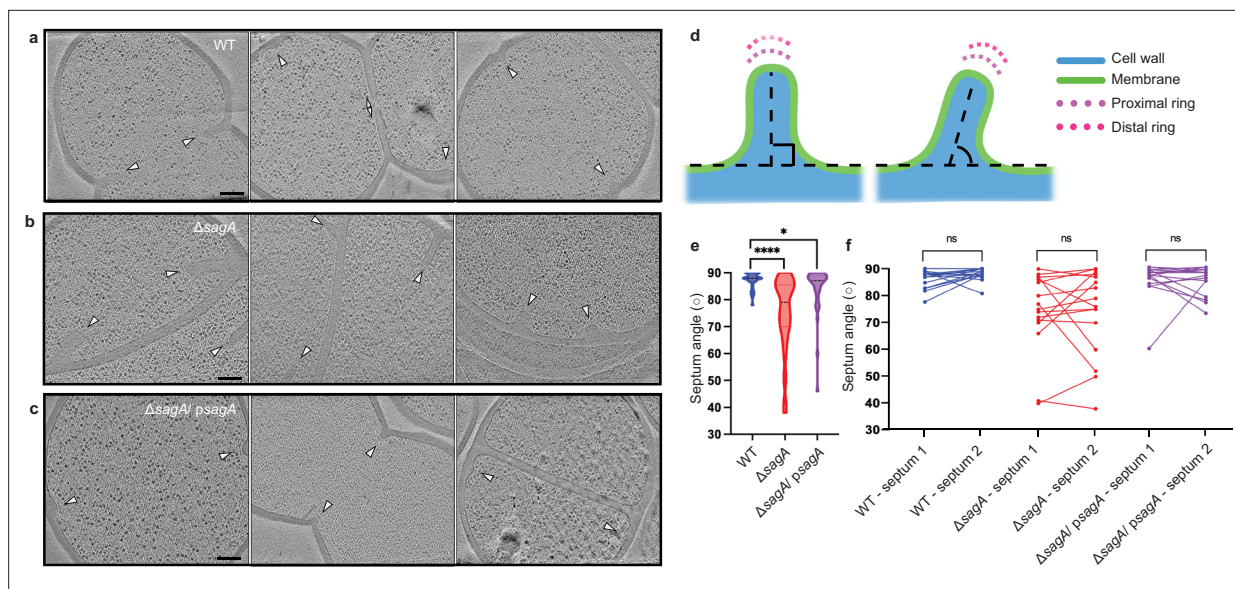 a
WT
b
ΔsagA
c
ΔsagA/ psagA
d
Cell wall
Membrane
Proximal ring
Distal ring
e
*
****
Septum angle (○)
90
80
70
60
50
40
30
WT
ΔsagA
ΔsagA/ psagA
f
ns
ns
ns
Septum angle (○)
90
80
70
60
50
40
30
WT - septum 1
WT - septum 2
ΔsagA - septum 1
ΔsagA - septum 2
ΔsagA/ psagA - septum 1
ΔsagA/ psagA - septum 2